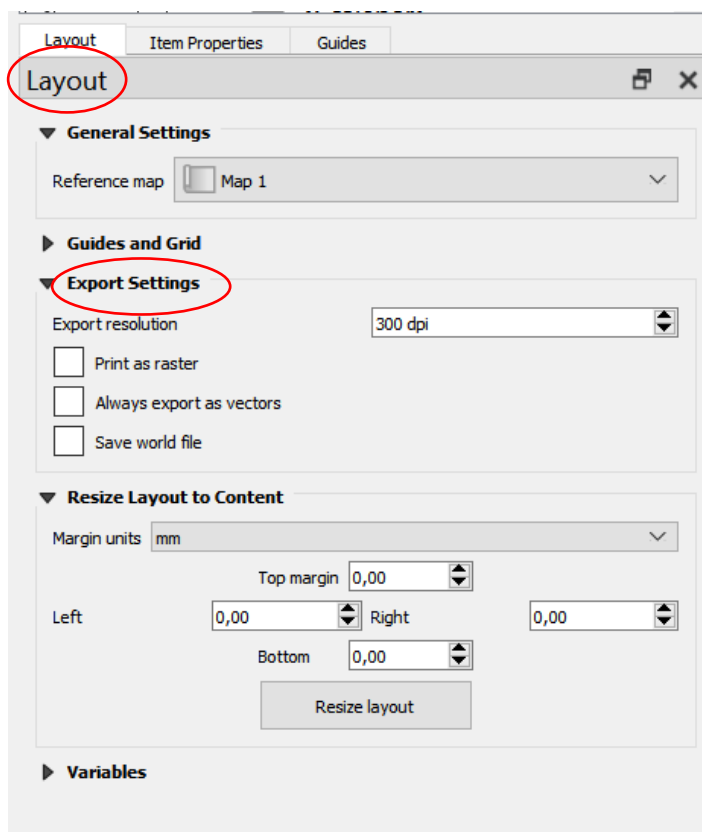 Layout Item Properties Guides
Layout
General Settings
Reference map Map 1
Guides and Grid
Export Settings
Export resolution 300 dpi
Print as raster
Always export as vectors
Save world file
Resize Layout to Content
Margin units mm
Top margin 0,00
Left 0,00 Right 0,00
Bottom 0,00
Resize layout
Variables